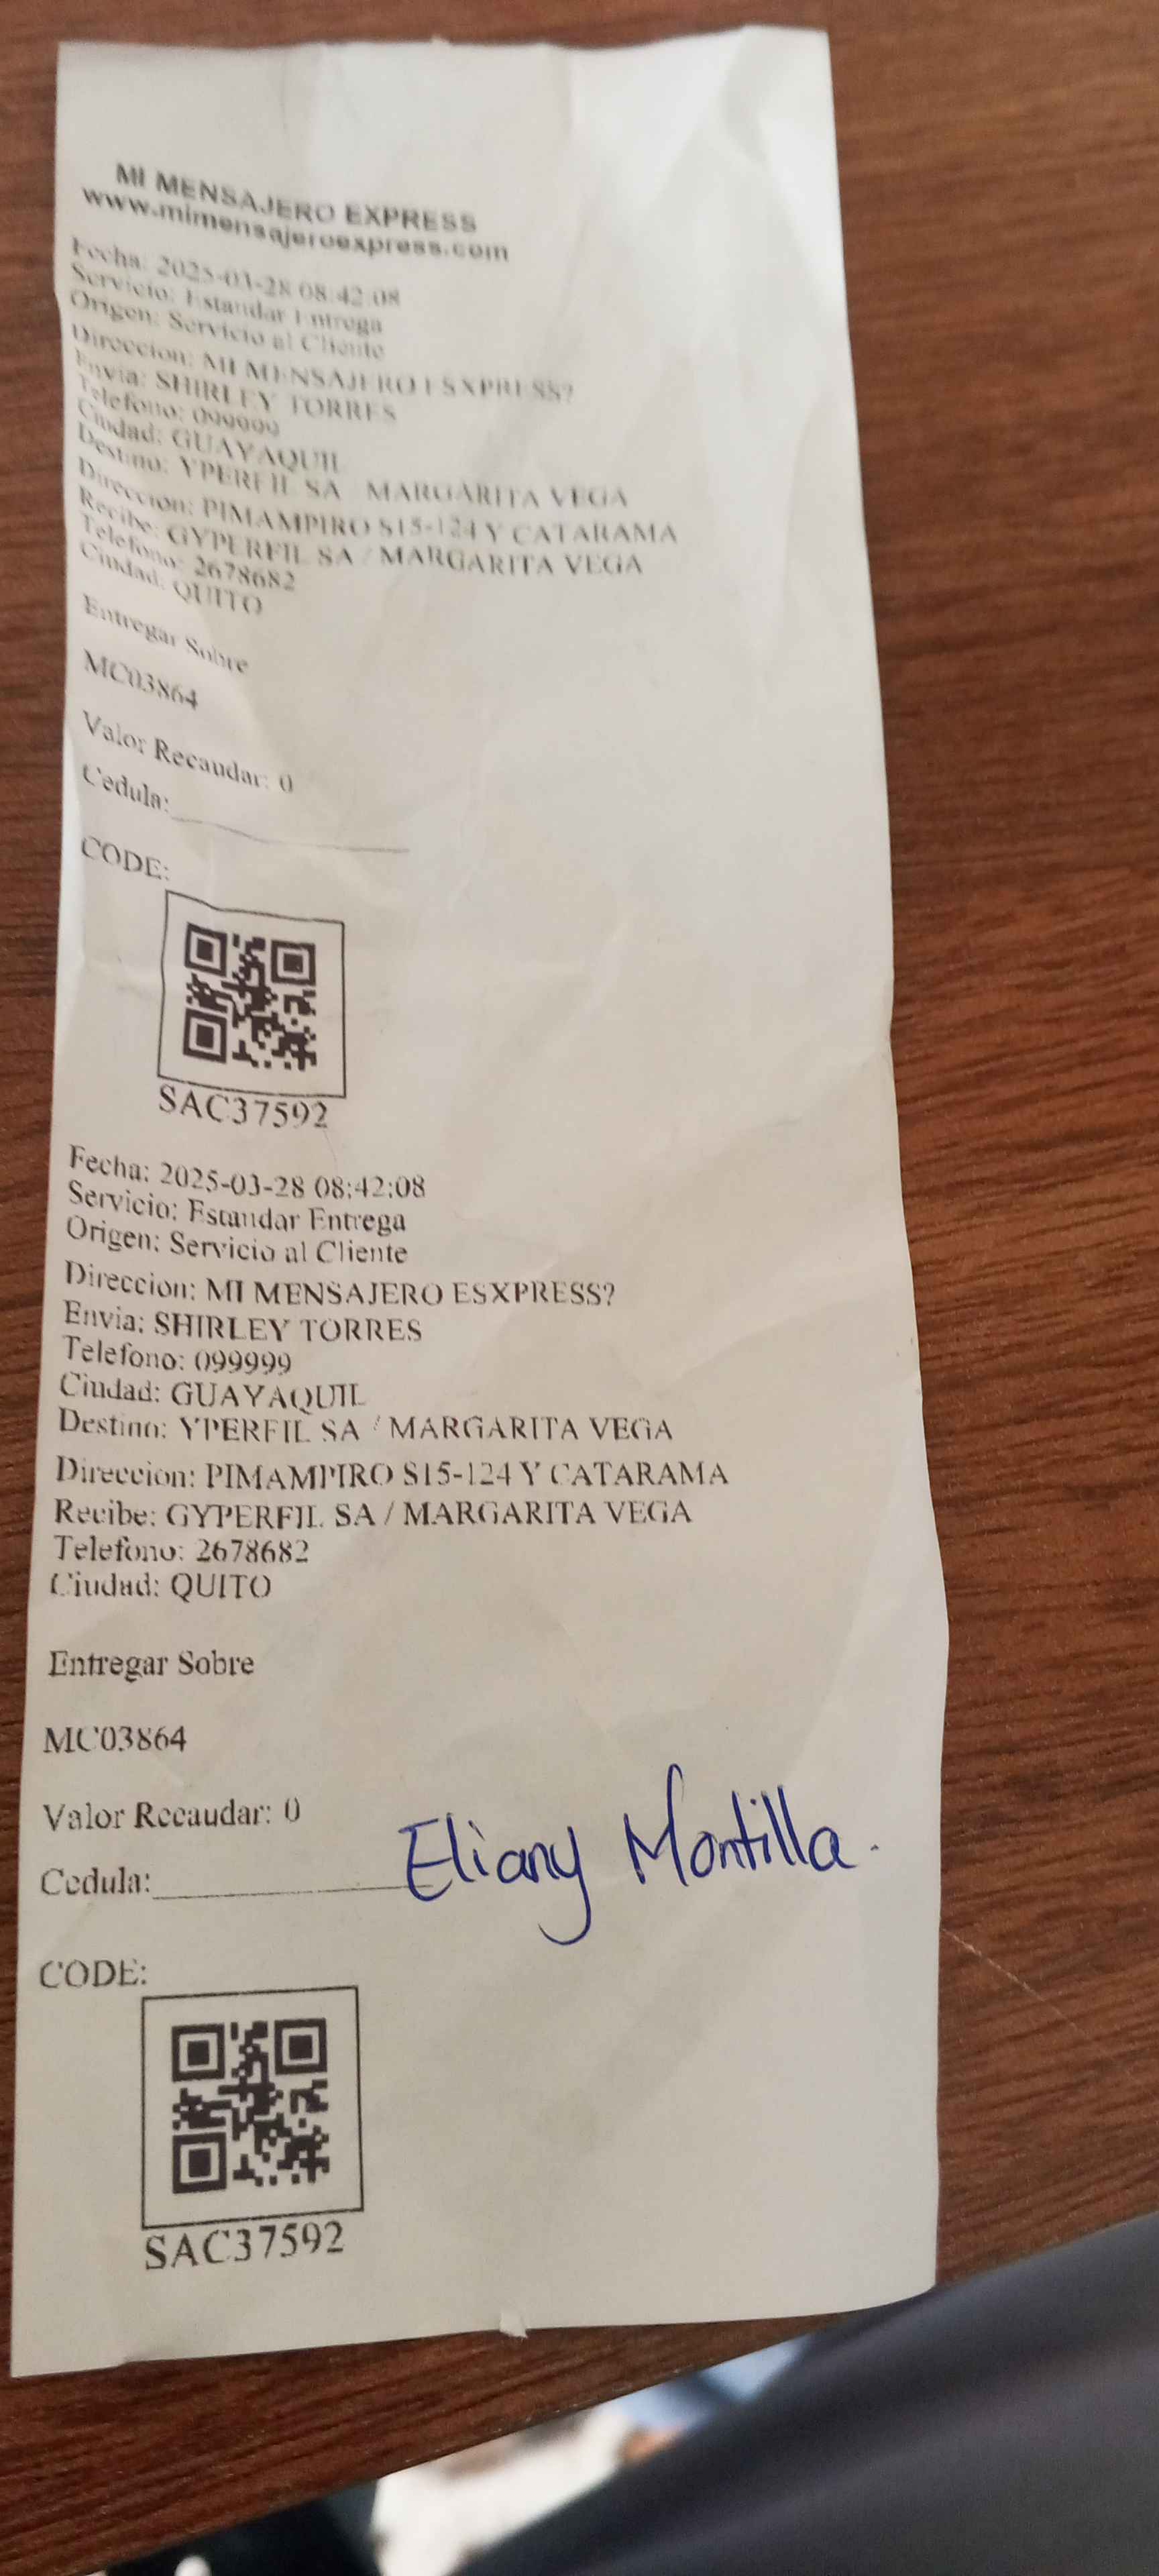 MI MENSAJERO EXPRESS
www.mimensajeroexpress.com
Fecha: 2025-03-28 08:42:08
Servicio: Estandar Entrega
Origen: Servicio al Cliente
Direccion: MI MENSAJERO ESXPRESS?
Envia: SHIRLEY TORRES
Telefono: 099999
Ciudad: GUAYAQUIL
Destino: YPERFIL SA / MARGARITA VEGA
Direccion: PIMAMPIRO S15-124 Y CATARAMA
Recibe: GYPERFIL SA / MARGARITA VEGA
Telefono: 2678682
Ciudad: QUITO
Entregar Sobre
MC03864
Valor Recaudar: 0
Cedula:
CODE:
SAC37592
Fecha: 2025-03-28 08:42:08
Servicio: Estandar Entrega
Origen: Servicio al Cliente
Direccion: MI MENSAJERO ESXPRESS?
Envia: SHIRLEY TORRES
Telefono: 099999
Ciudad: GUAYAQUIL
Destino: YPERFIL SA / MARGARITA VEGA
Direccion: PIMAMPIRO S15-124 Y CATARAMA
Recibe: GYPERFIL SA / MARGARITA VEGA
Telefono: 2678682
Ciudad: QUITO
Entregar Sobre
MC03864
Valor Recaudar: 0
Cedula: Eliany Montilla.
CODE:
SAC37592